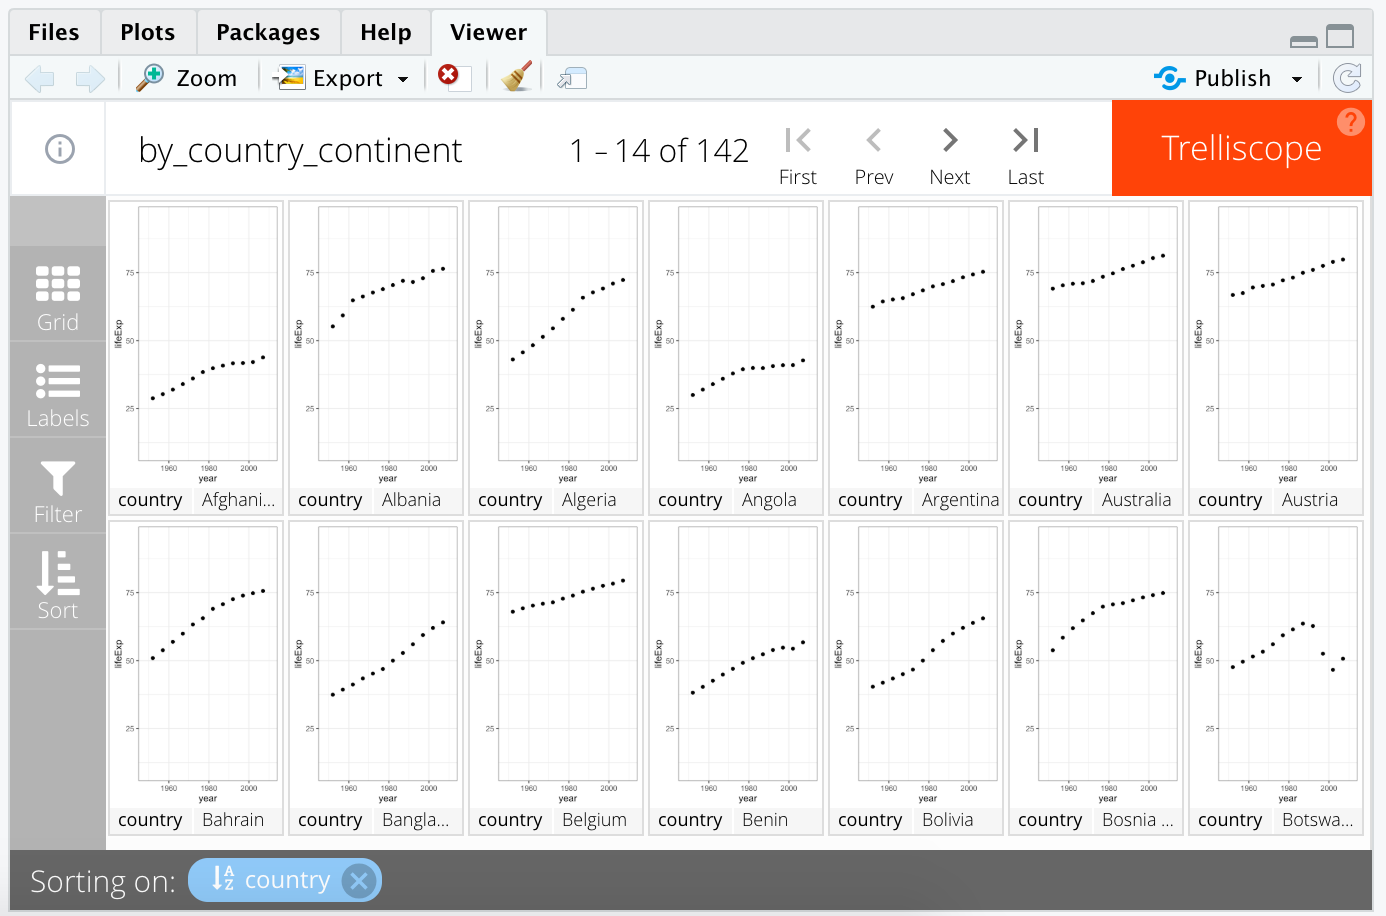 Files Plots Packages Help Viewer
Zoom Export Publish
by_country_continent 1 – 14 of 142 First Prev Next Last Trelliscope ?
Grid
Labels
Filter
Sort
75 50 25 lifeExp 1960 1980 2000 year
country Afghani...
75 50 25 lifeExp 1960 1980 2000 year
country Albania
75 50 25 lifeExp 1960 1980 2000 year
country Algeria
75 50 25 lifeExp 1960 1980 2000 year
country Angola
75 50 25 lifeExp 1960 1980 2000 year
country Argentina
75 50 25 lifeExp 1960 1980 2000 year
country Australia
75 50 25 lifeExp 1960 1980 2000 year
country Austria
75 50 25 lifeExp 1960 1980 2000 year
country Bahrain
75 50 25 lifeExp 1960 1980 2000 year
country Bangla...
75 50 25 lifeExp 1960 1980 2000 year
country Belgium
75 50 25 lifeExp 1960 1980 2000 year
country Benin
75 50 25 lifeExp 1960 1980 2000 year
country Bolivia
75 50 25 lifeExp 1960 1980 2000 year
country Bosnia ...
75 50 25 lifeExp 1960 1980 2000 year
country Botswa...
Sorting on: A Z country